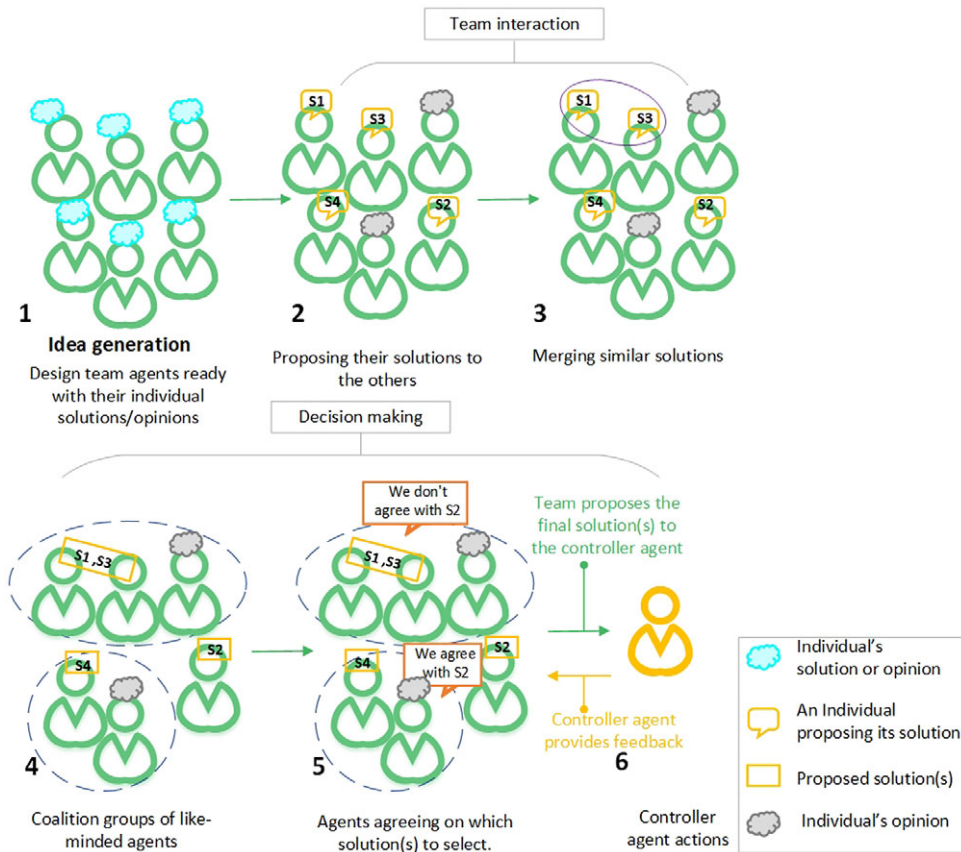 Team interaction
S1
S3
S4
S2
S1
S3
S4
S2
1
2
3
Idea generation
Design team agents ready
with their individual
solutions/opinions
Proposing their solutions to
the others
Merging similar solutions
Decision making
We don't
agree with S2
Team proposes the
final solution(s) to
the controller agent
S1 ,S3
S1 ,S3
S4
S2
S4
We agree
with S2
S2
Controller agent
provides feedback
4
5
6
Coalition groups of like-
minded agents
Agents agreeing on which
solution(s) to select.
Controller
agent actions
Individual's
solution or opinion
An Individual
proposing its solution
Proposed solution(s)
Individual's opinion